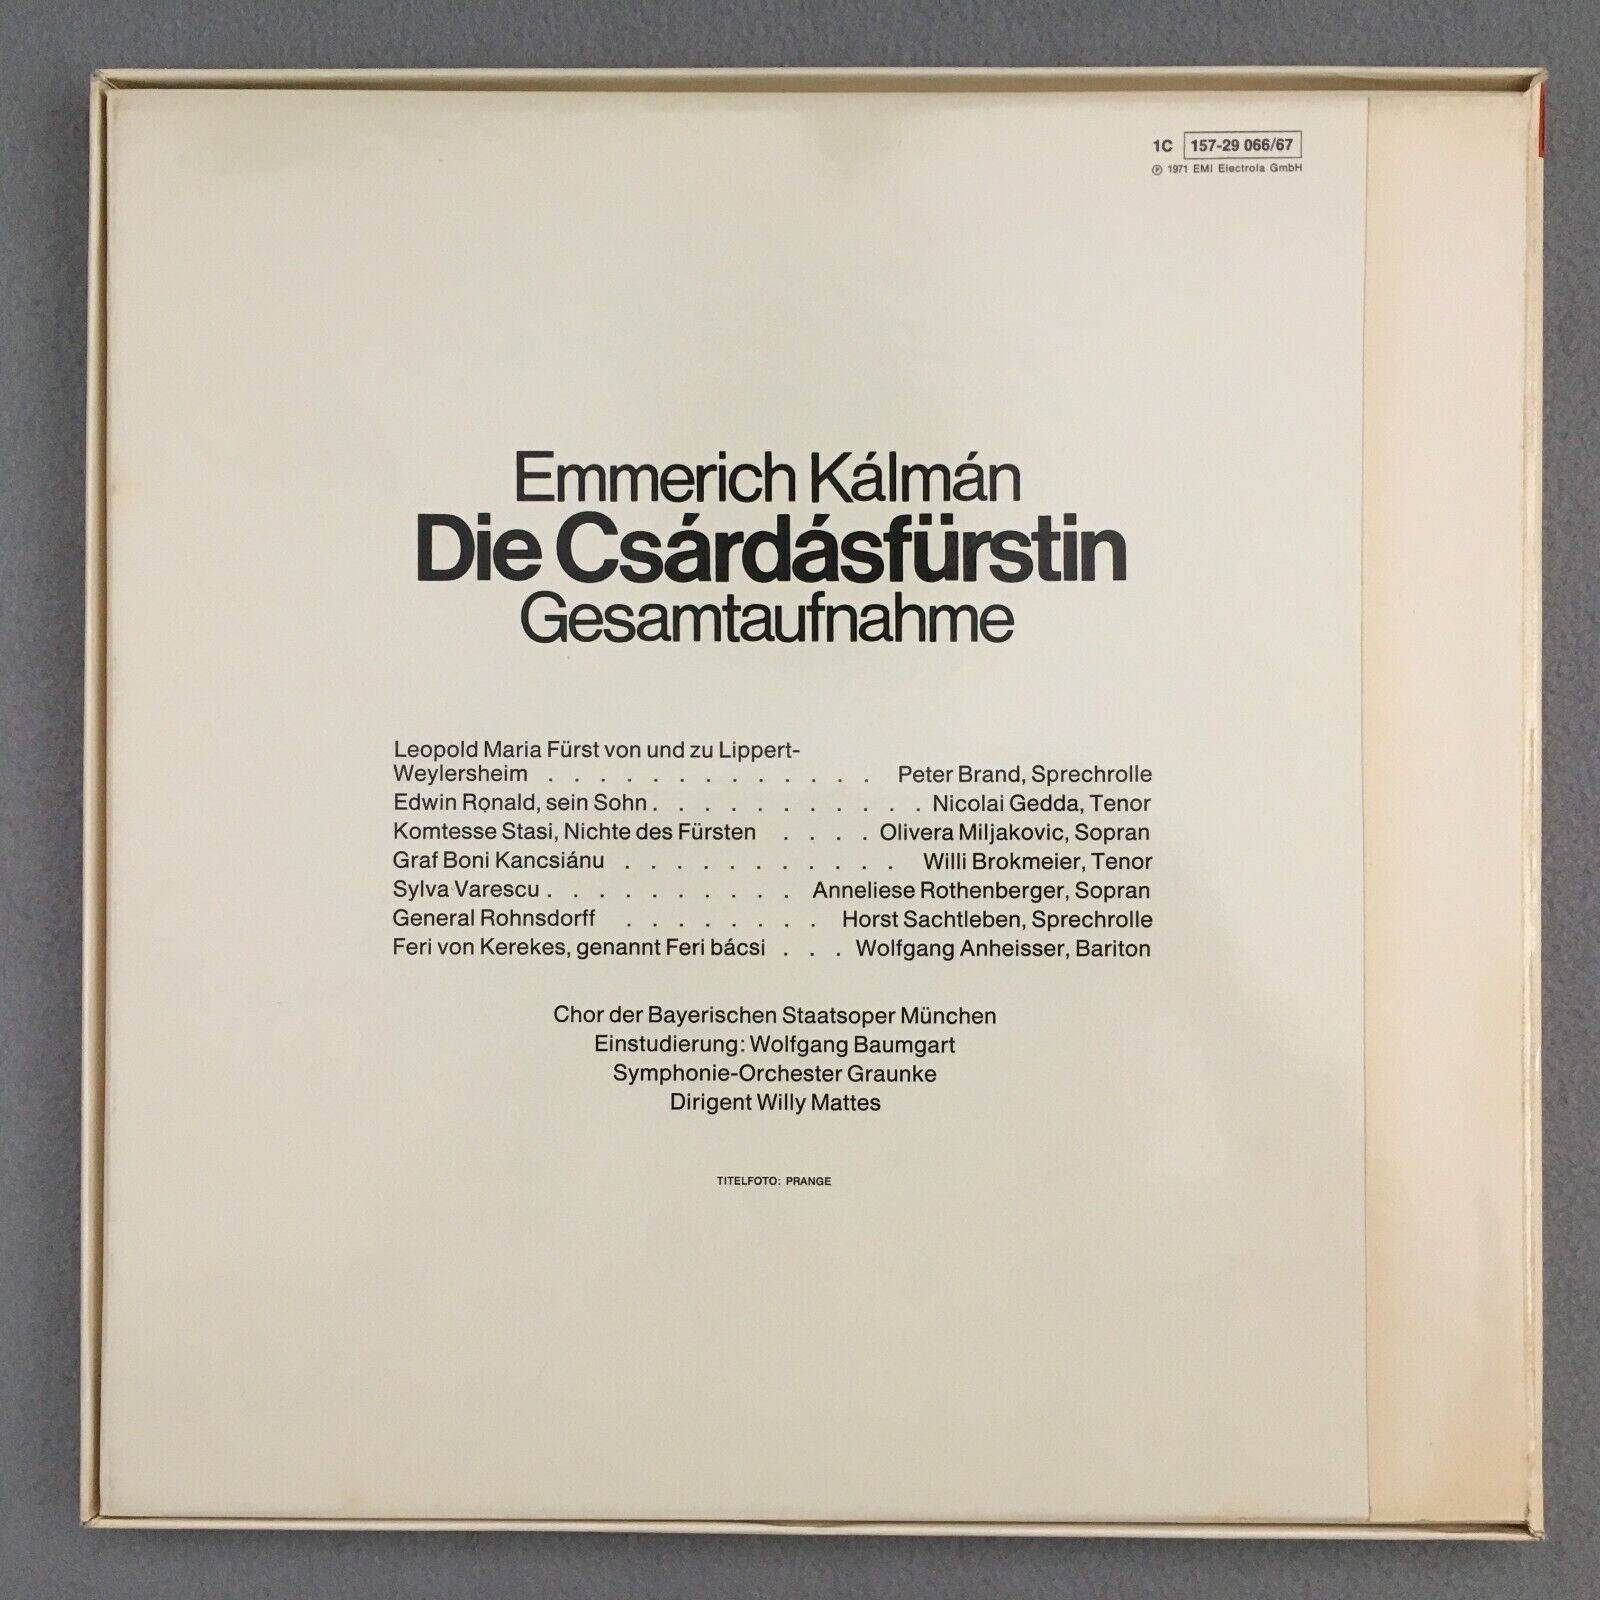 1C 157-29 066/67
℗ 1971 EMI Electrola GmbH
Emmerich Kálmán
Die Csárdásfürstin
Gesamtaufnahme
Leopold Maria Fürst von und zu Lippert-
Weylersheim . . . . . . . . . . . . . Peter Brand, Sprechrolle
Edwin Ronald, sein Sohn . . . . . . . . . . . Nicolai Gedda, Tenor
Komtesse Stasi, Nichte des Fürsten . . . . Olivera Miljakovic, Sopran
Graf Boni Kancsiánu . . . . . . . . . . . Willi Brokmeier, Tenor
Sylva Varescu . . . . . . . . . . Anneliese Rothenberger, Sopran
General Rohnsdorff . . . . . . . . Horst Sachtleben, Sprechrolle
Feri von Kerekes, genannt Feri bácsi . . . Wolfgang Anheisser, Bariton
Chor der Bayerischen Staatsoper München
Einstudierung: Wolfgang Baumgart
Symphonie-Orchester Graunke
Dirigent Willy Mattes
TITELFOTO: PRANGE